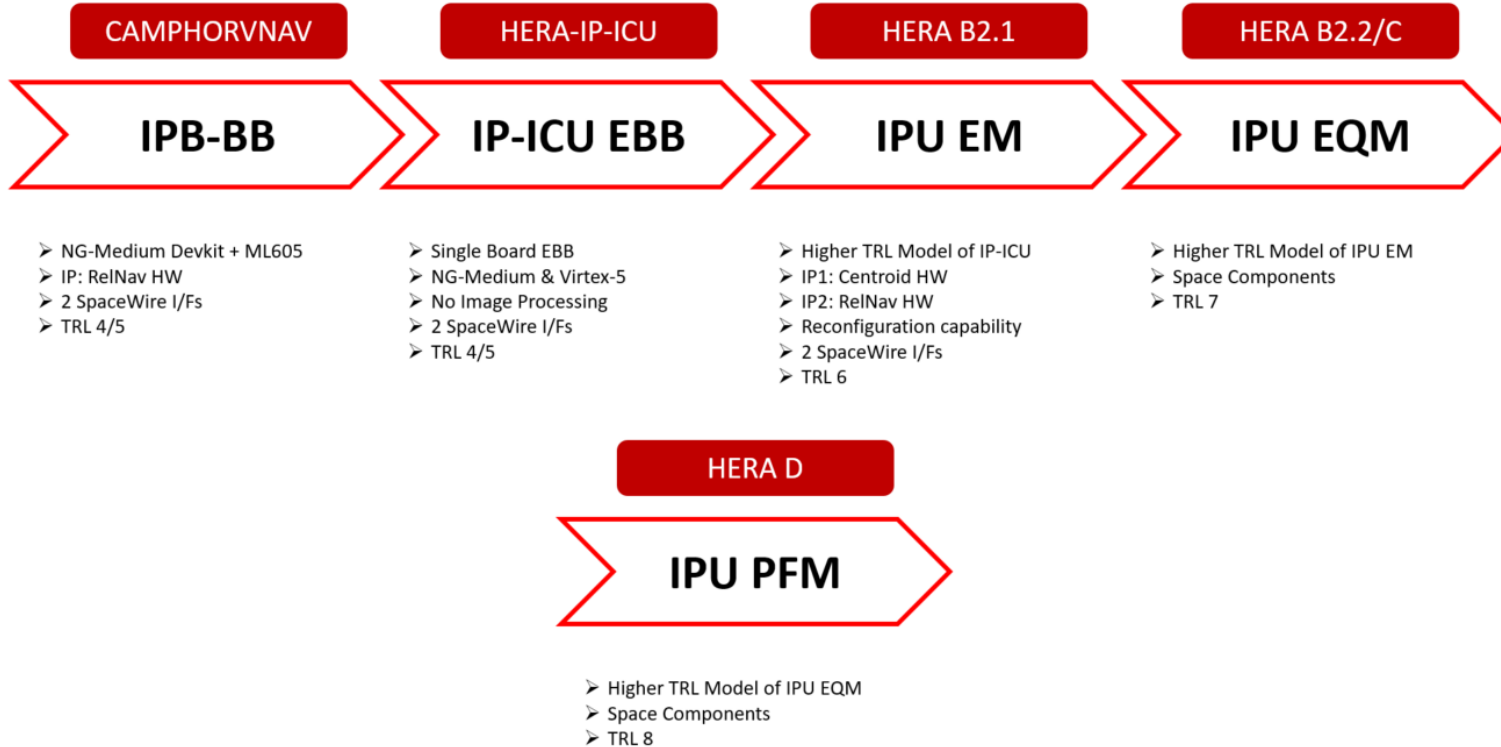 CAMPHORVNAV
HERA-IP-ICU
HERA B2.1
HERA B2.2/C
IPB-BB
IP-ICU EBB
IPU EM
IPU EQM
➢ NG-Medium Devkit + ML605
➢ IP: RelNav HW
➢ 2 SpaceWire I/Fs
➢ TRL 4/5
➢ Single Board EBB
➢ NG-Medium & Virtex-5
➢ No Image Processing
➢ 2 SpaceWire I/Fs
➢ TRL 4/5
➢ Higher TRL Model of IP-ICU
➢ IP1: Centroid HW
➢ IP2: RelNav HW
➢ Reconfiguration capability
➢ 2 SpaceWire I/Fs
➢ TRL 6
➢ Higher TRL Model of IPU EM
➢ Space Components
➢ TRL 7
HERA D
IPU PFM
➢ Higher TRL Model of IPU EQM
➢ Space Components
➢ TRL 8